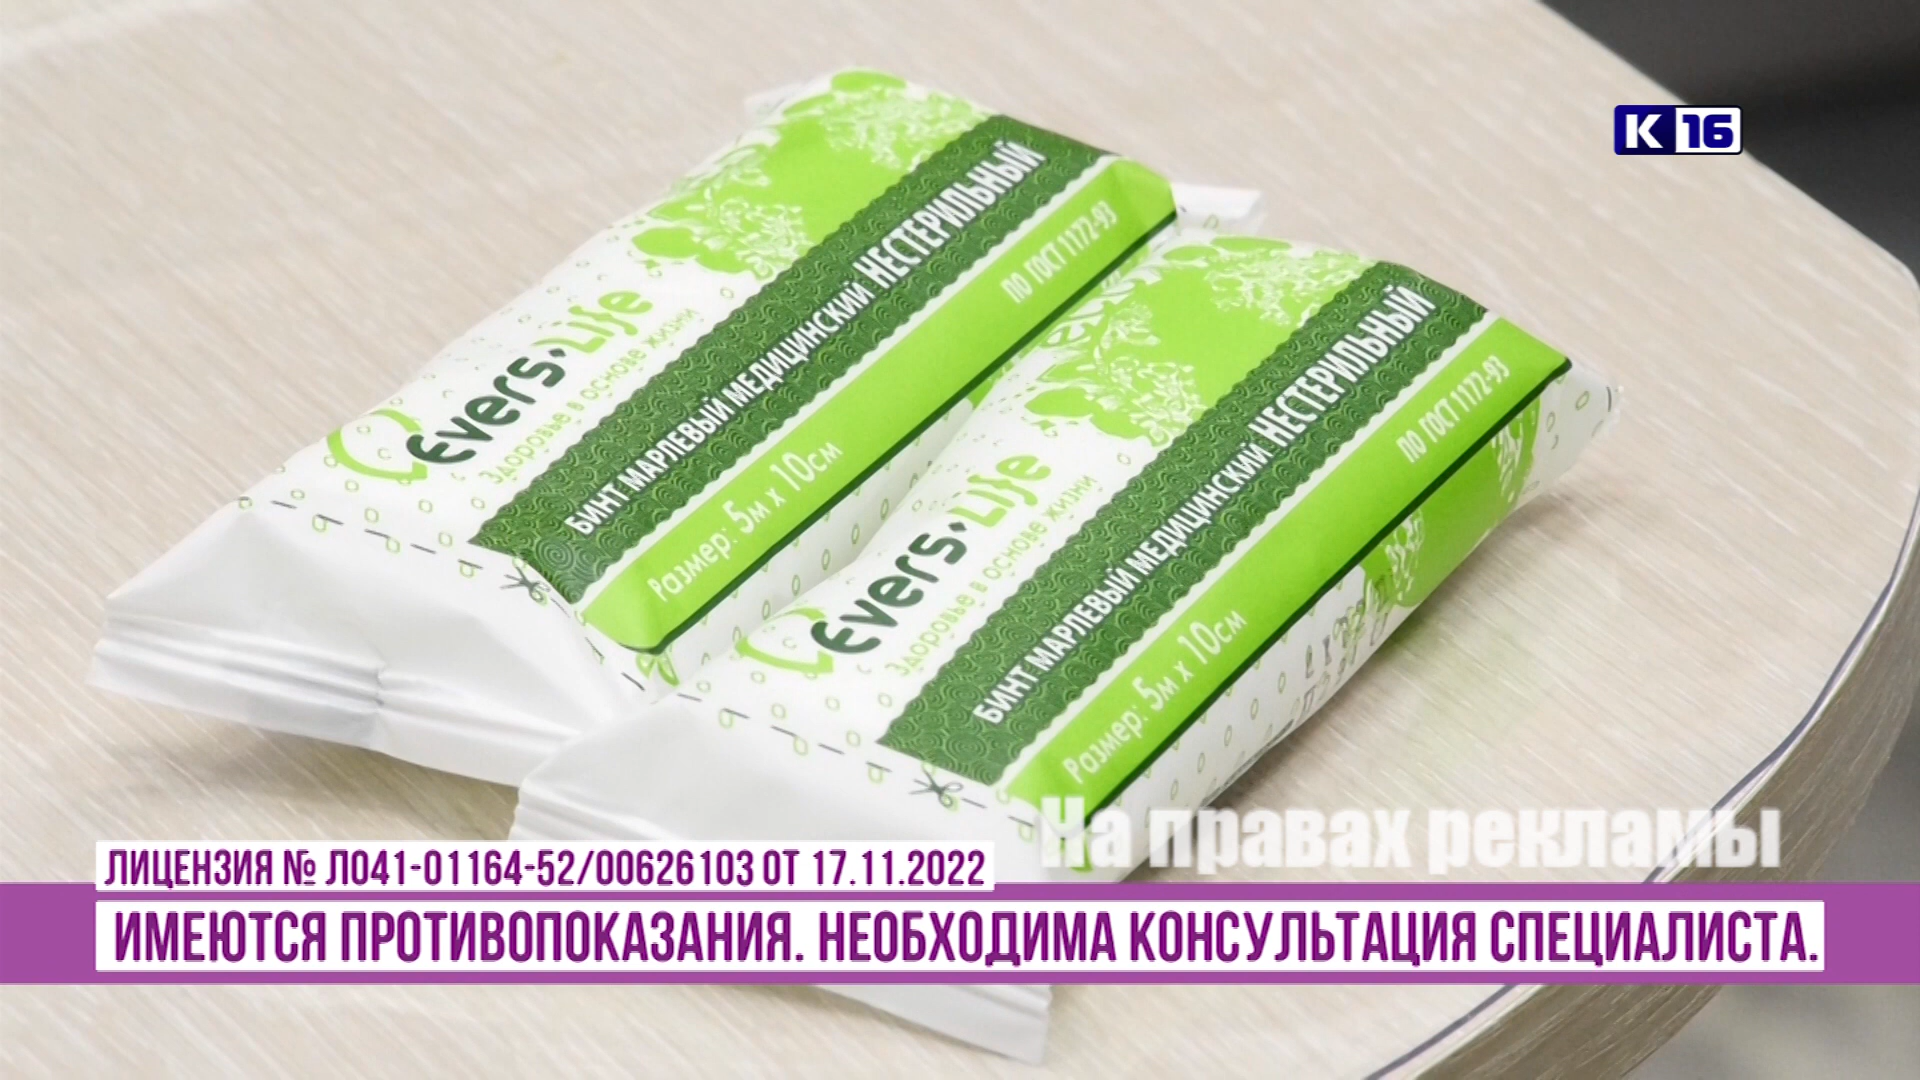 К 16
Evers Life
Здоровье в основе жизни
БИНТ МАРЛЕВЫЙ МЕДИЦИНСКИЙ НЕСТЕРИЛЬНЫЙ
Размер: 5м х 10см
по ГОСТ 1172-93
Evers Life
Здоровье в основе жизни
БИНТ МАРЛЕВЫЙ МЕДИЦИНСКИЙ НЕСТЕРИЛЬНЫЙ
Размер: 5м х 10см
по ГОСТ 1172-93
На правах рекламы
ЛИЦЕНЗИЯ № Л041-01164-52/00626103 ОТ 17.11.2022
ИМЕЮТСЯ ПРОТИВОПОКАЗАНИЯ. НЕОБХОДИМА КОНСУЛЬТАЦИЯ СПЕЦИАЛИСТА.